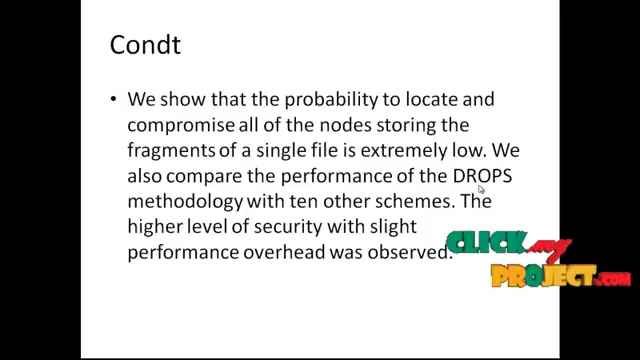 Condt
• We show that the probability to locate and
compromise all of the nodes storing the
fragments of a single file is extremely low. We
also compare the performance of the DROPS
methodology with ten other schemes. The
higher level of security with slight
performance overhead was observed.
CLICK my
PROJECT.COM